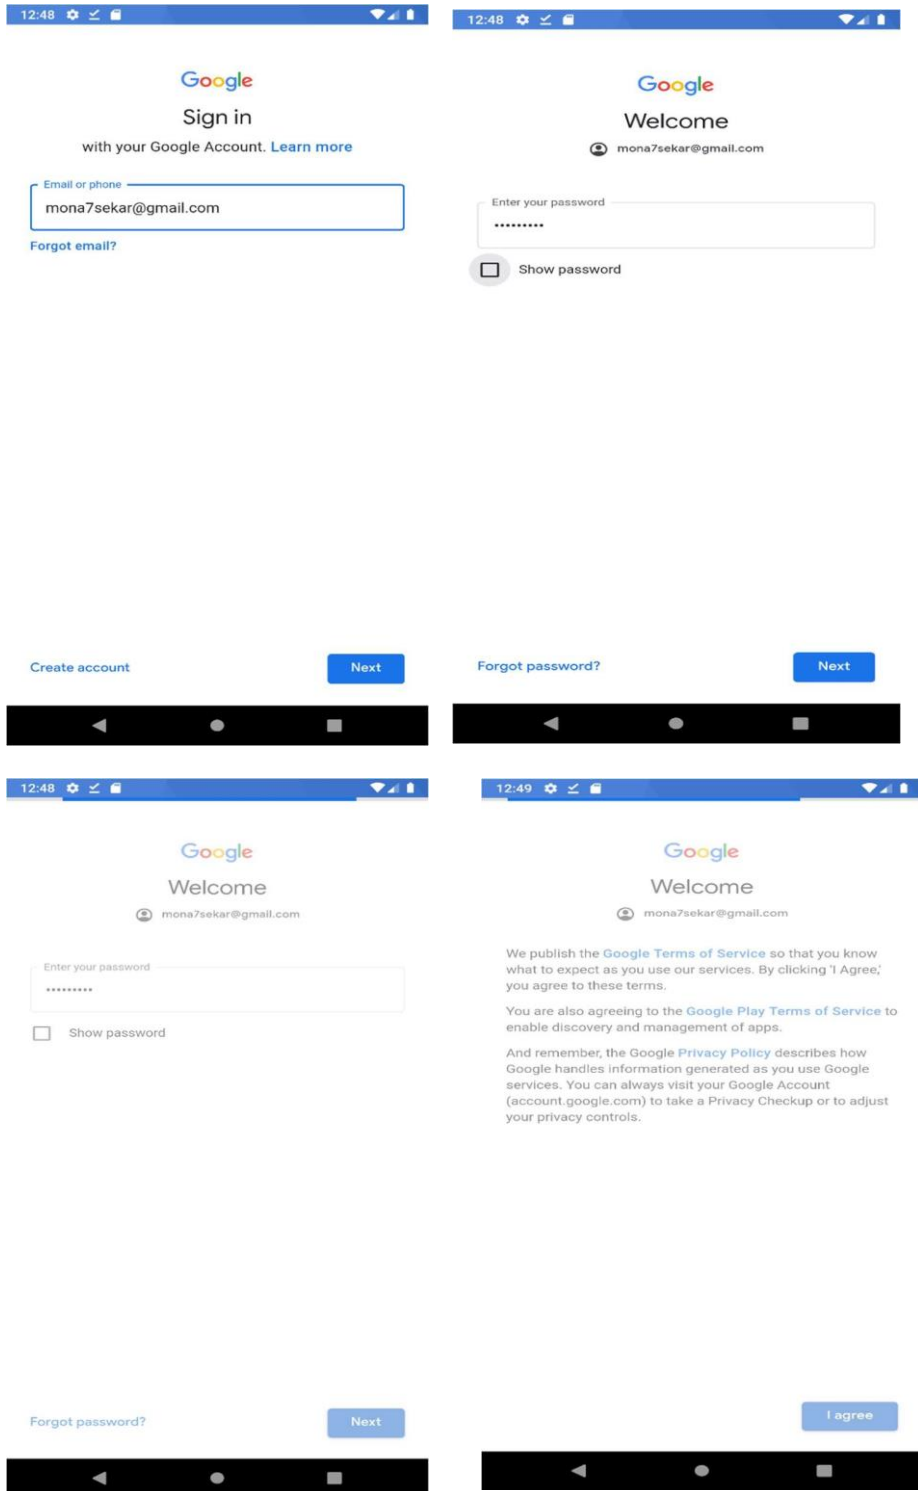 12:48
Google
Sign in
with your Google Account. Learn more
Email or phone
mona7sekar@gmail.com
Forgot email?
Create account
Next
12:48
Google
Welcome
mona7sekar@gmail.com
Enter your password
•••••••••
Show password
Forgot password?
Next
12:48
Google
Welcome
mona7sekar@gmail.com
Enter your password
•••••••••
Show password
Forgot password?
Next
12:49
Google
Welcome
mona7sekar@gmail.com
We publish the Google Terms of Service so that you know
what to expect as you use our services. By clicking 'I Agree,'
you agree to these terms.
You are also agreeing to the Google Play Terms of Service to
enable discovery and management of apps.
And remember, the Google Privacy Policy describes how
Google handles information generated as you use Google
services. You can always visit your Google Account
(account.google.com) to take a Privacy Checkup or to adjust
your privacy controls.
I agree